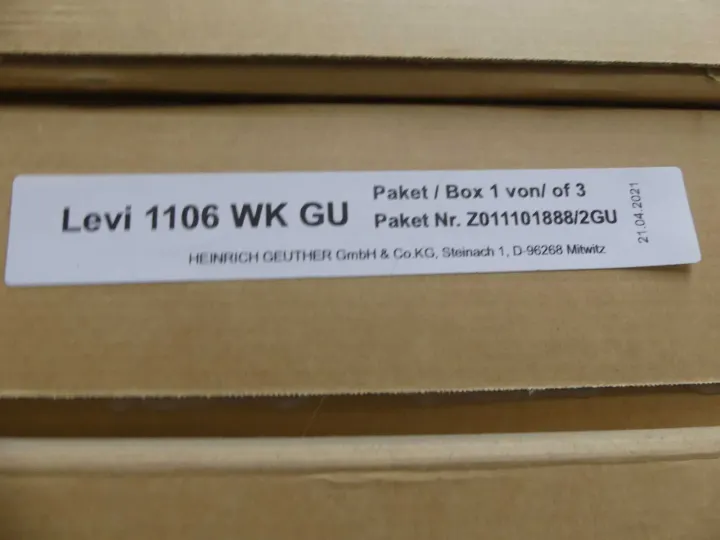 Levi 1106 WK GU
Paket / Box 1 von/ of 3
Paket Nr. Z011101888/2GU
HEINRICH GEUTHER GmbH & Co.KG, Steinach 1, D-96268 Mitwitz
21.04.2021